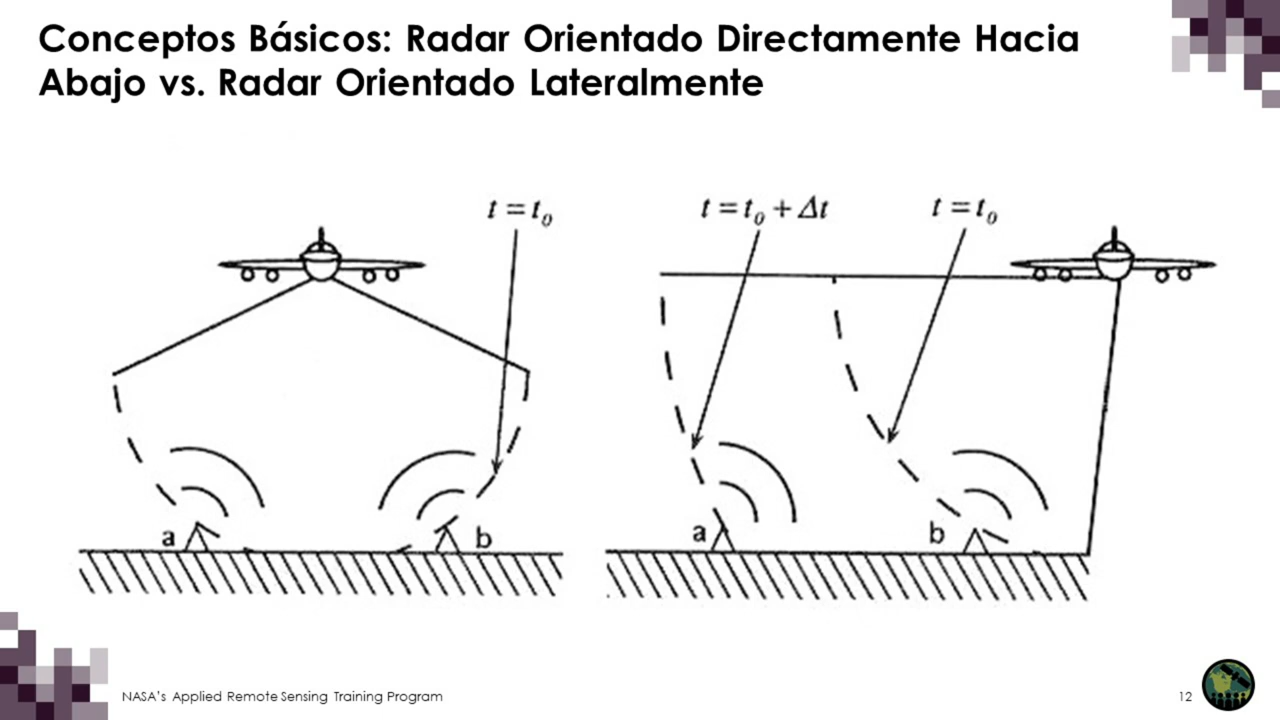 Conceptos Básicos: Radar Orientado Directamente Hacia
Abajo vs. Radar Orientado Lateralmente
t = t₀
t = t₀ + Δt
t = t₀
a
b
a
b
NASA's Applied Remote Sensing Training Program
12